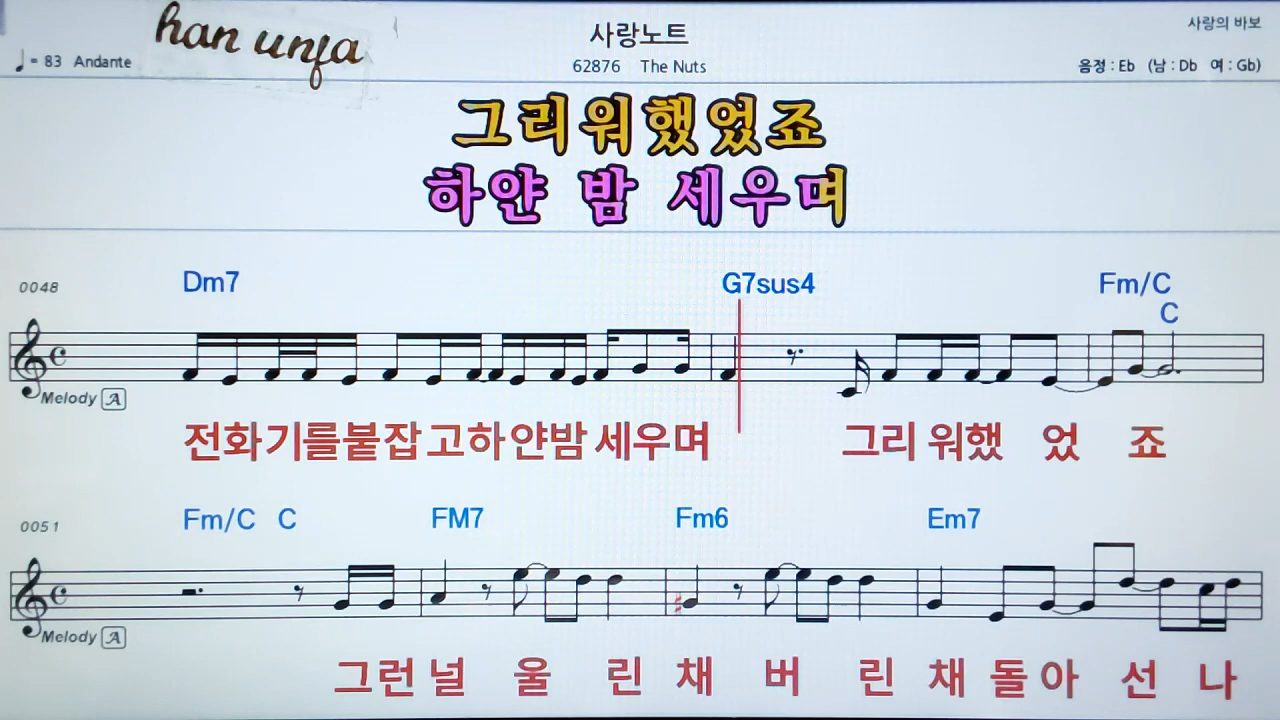 han unfa
사랑노트
사랑의 바보
♩= 83 Andante
62876 The Nuts
음정 : Eb (남 : Db 여 : Gb)
그리워했었죠
하얀 밤 세우며
0048
Dm7 G7sus4 Fm/C C
Melody A
전화기를붙잡고하얀밤 세우며 그리 워했 었 죠
0051
Fm/C C FM7 Fm6 Em7
Melody A
그런 널 울 린 채 버 린 채 돌 아 선 나